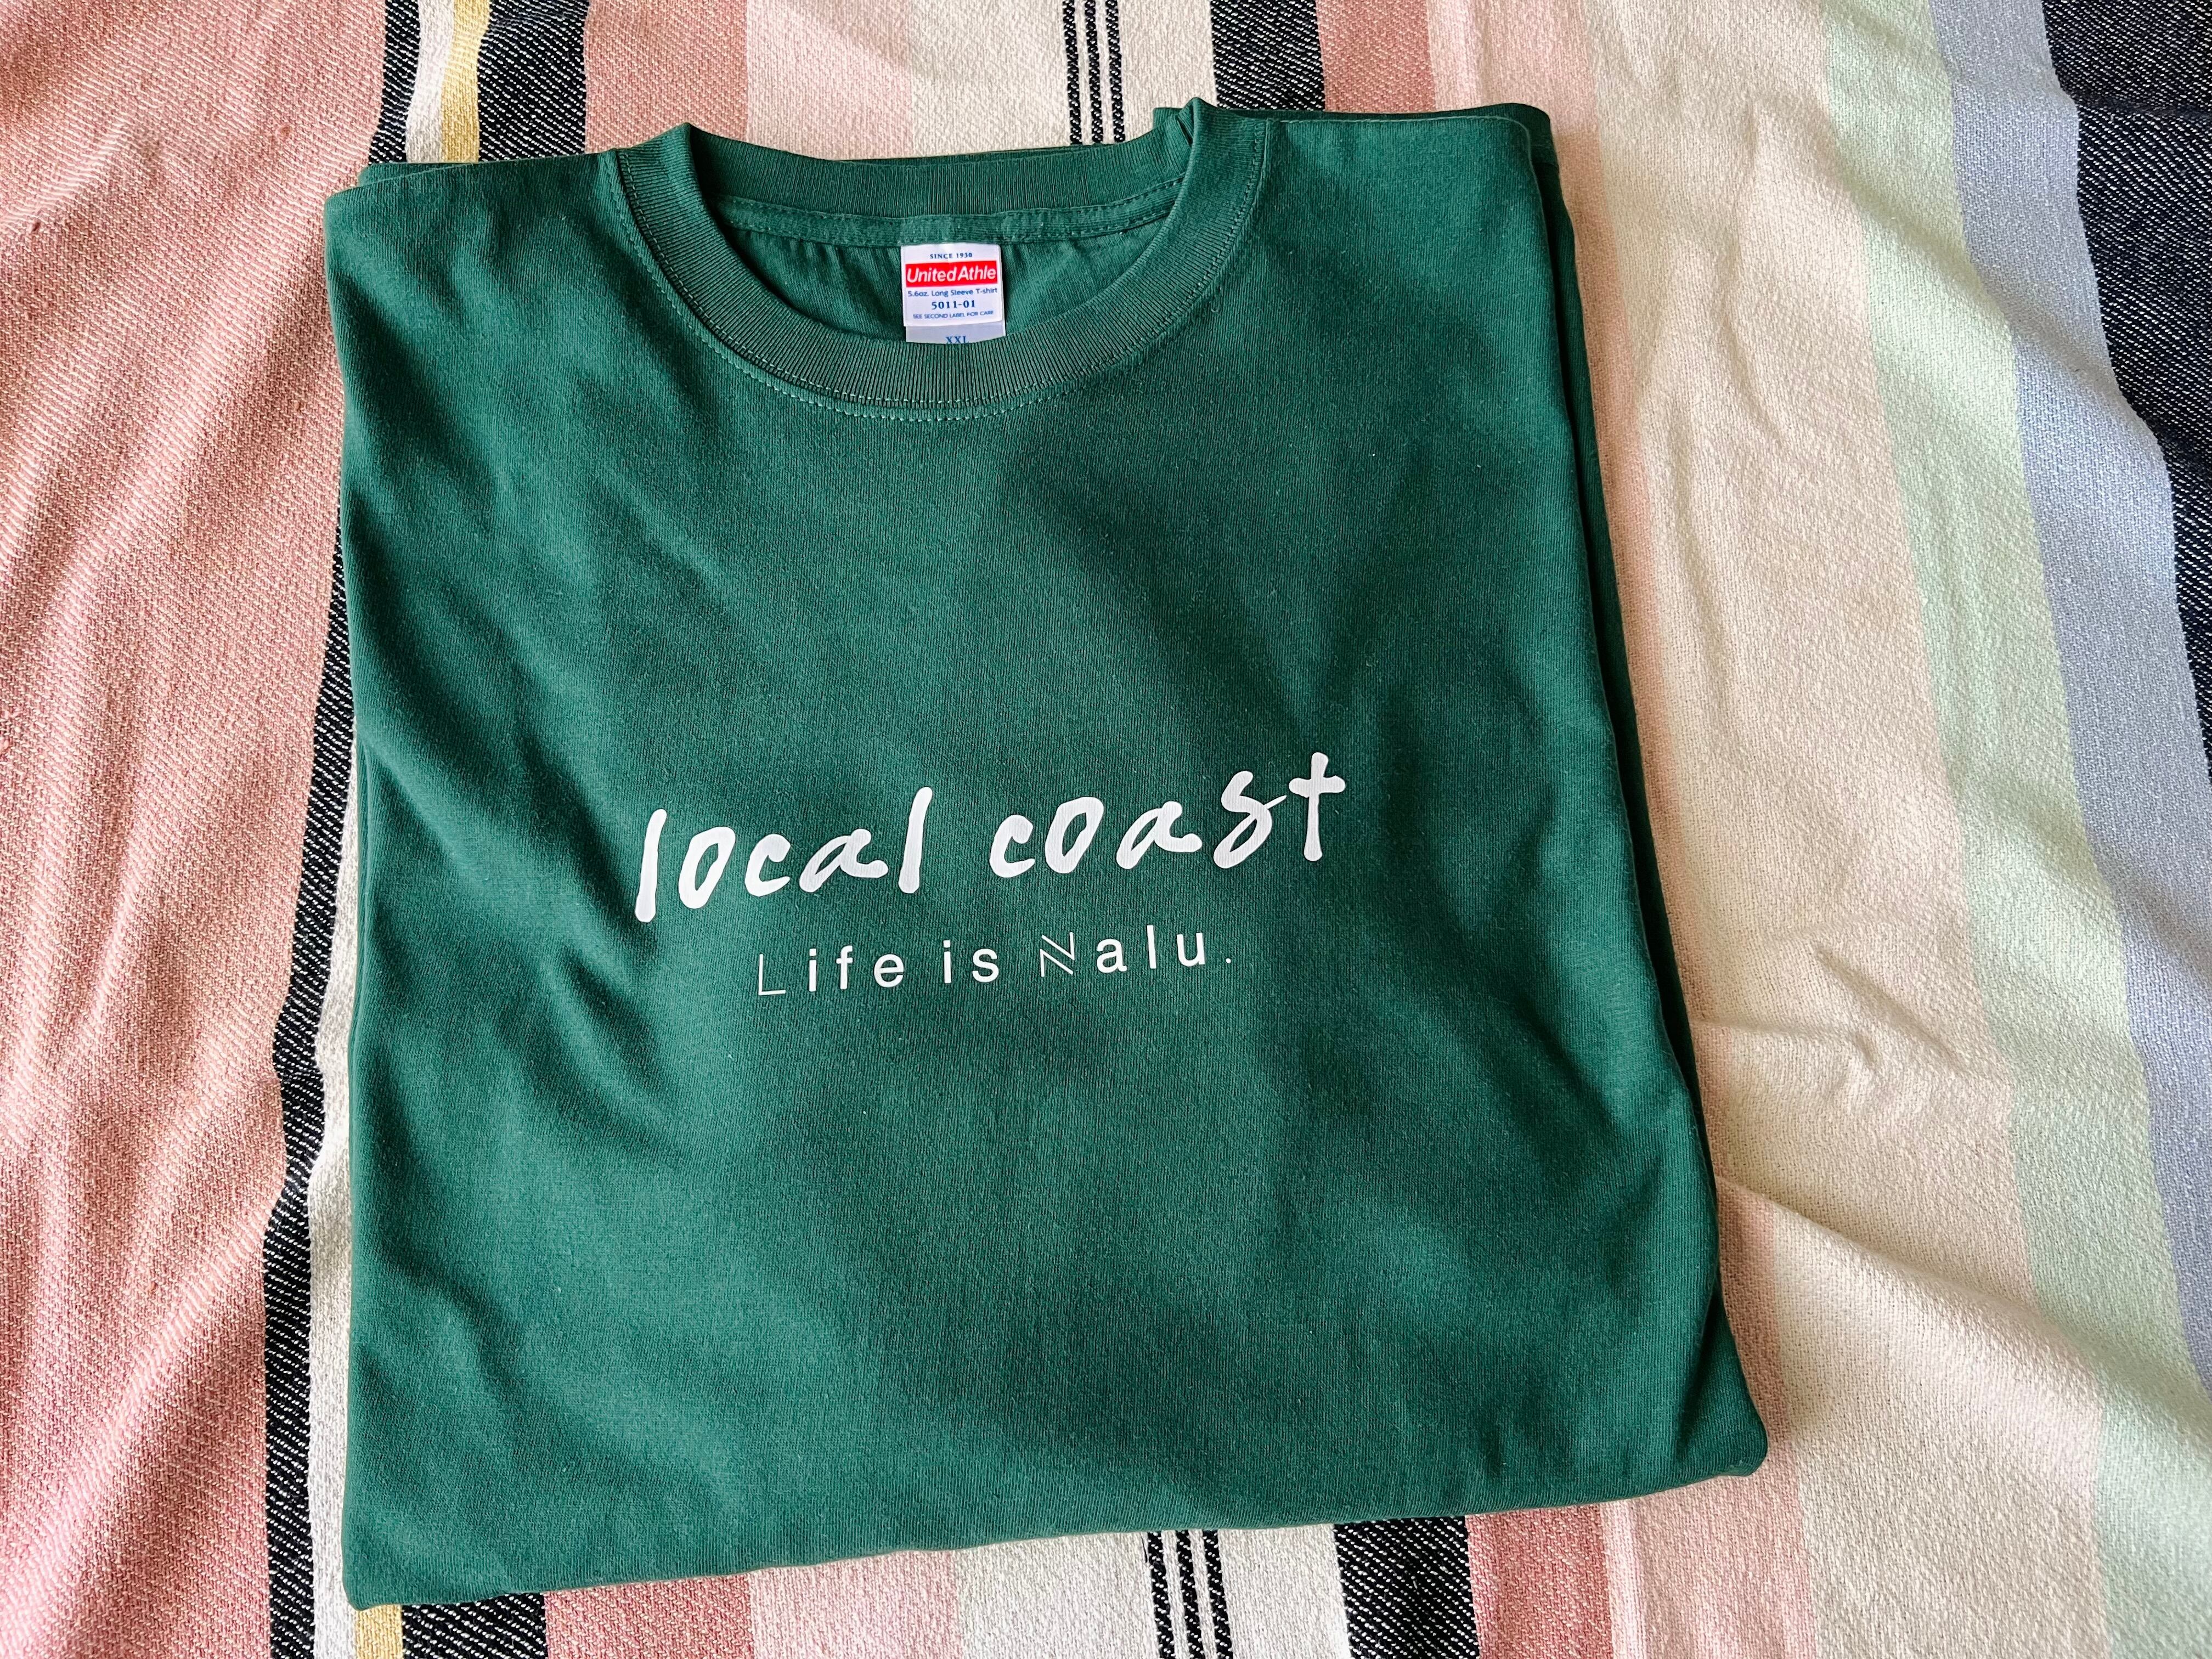 SINCE 1936
United Athle
5.6oz. Long Sleeve T-shirt
5011-01
SEE SECOND LABEL FOR CARE
XXL
local coast
Life is Nalu.